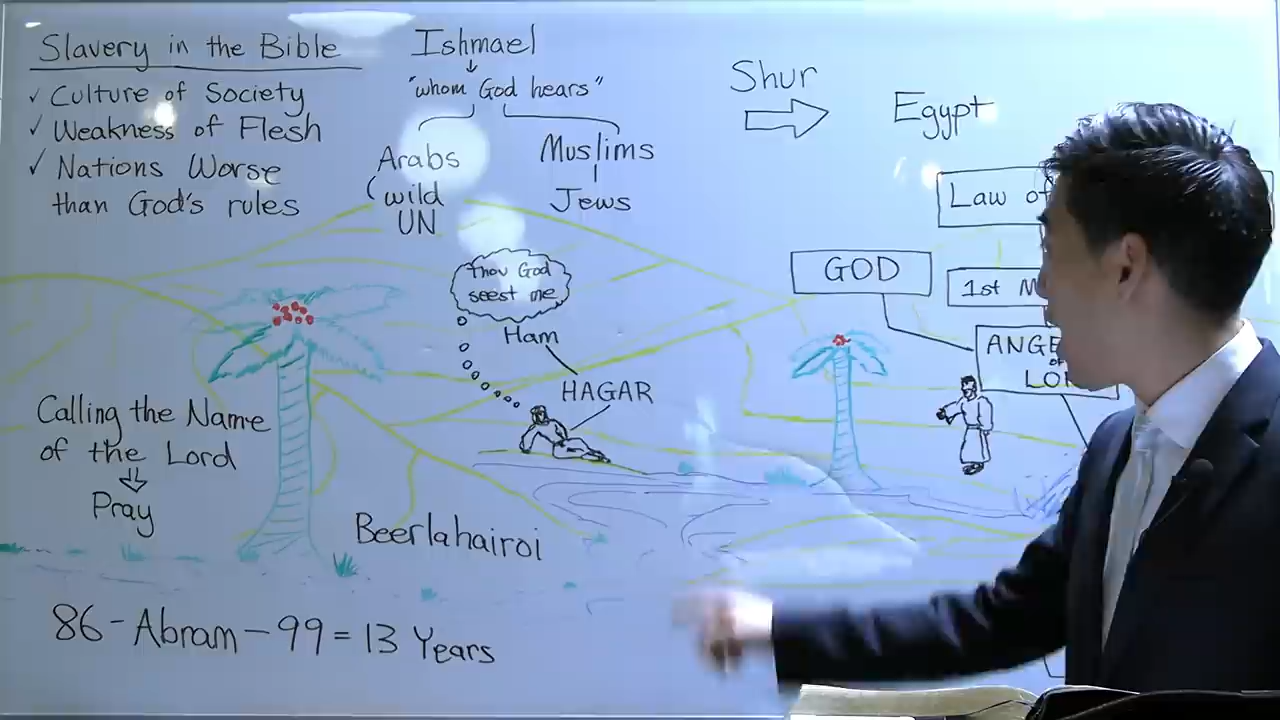 Slavery in the Bible
✓ Culture of Society
✓ Weakness of Flesh
✓ Nations Worse
than God's rules
Ishmael
"whom God hears"
Arabs
wild
UN
Muslims
Jews
Shur
Egypt
Law of
GOD
1st
ANGE
OF
LO
Thou God
seest me
Ham
HAGAR
Calling the Name
of the Lord
Pray
Beerlahairoi
86 - Abram - 99 = 13 Years